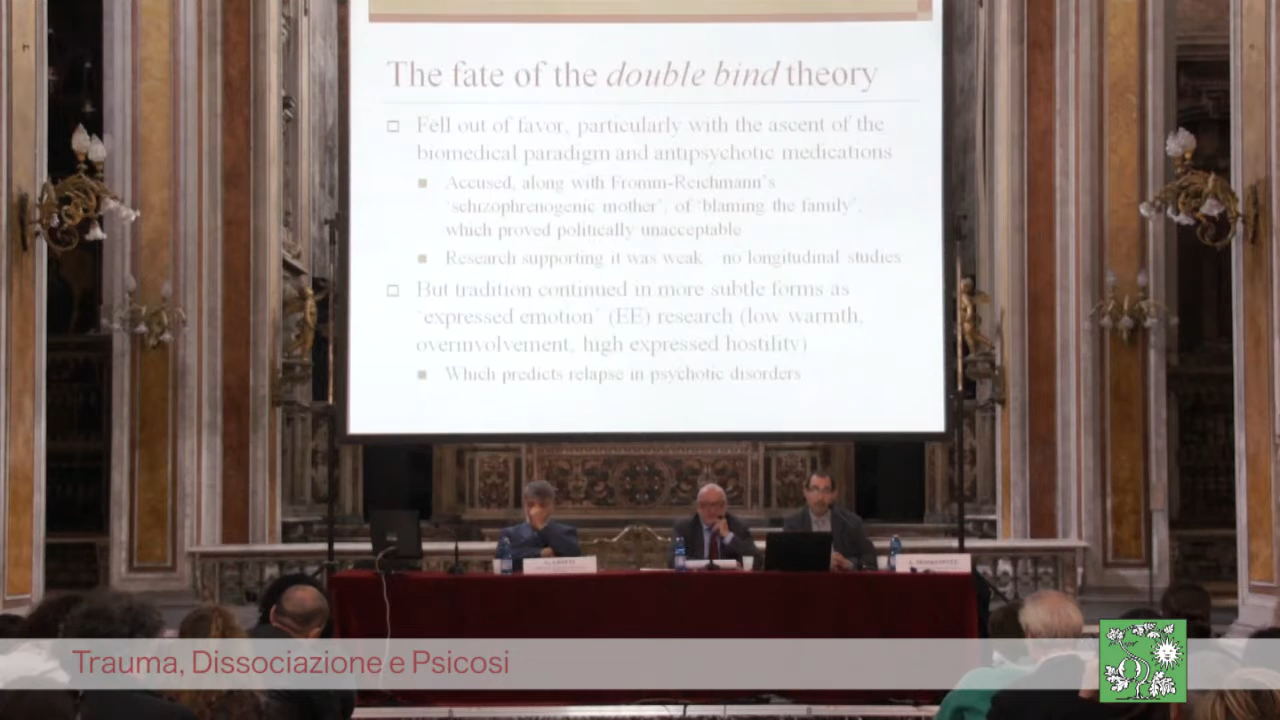 The fate of the double bind theory
Fell out of favor, particularly with the ascent of the
biomedical paradigm and antipsychotic medications
Accused, along with Fromm-Reichmann's
'schizophrenogenic mother', of 'blaming the family',
which proved politically unacceptable
Research supporting it was weak no longitudinal studies
But tradition continued in more subtle forms as
'expressed emotion' (EE) research (low warmth,
overinvolvement, high expressed hostility)
Which predicts relapse in psychotic disorders
Trauma, Dissociazione e Psicosi